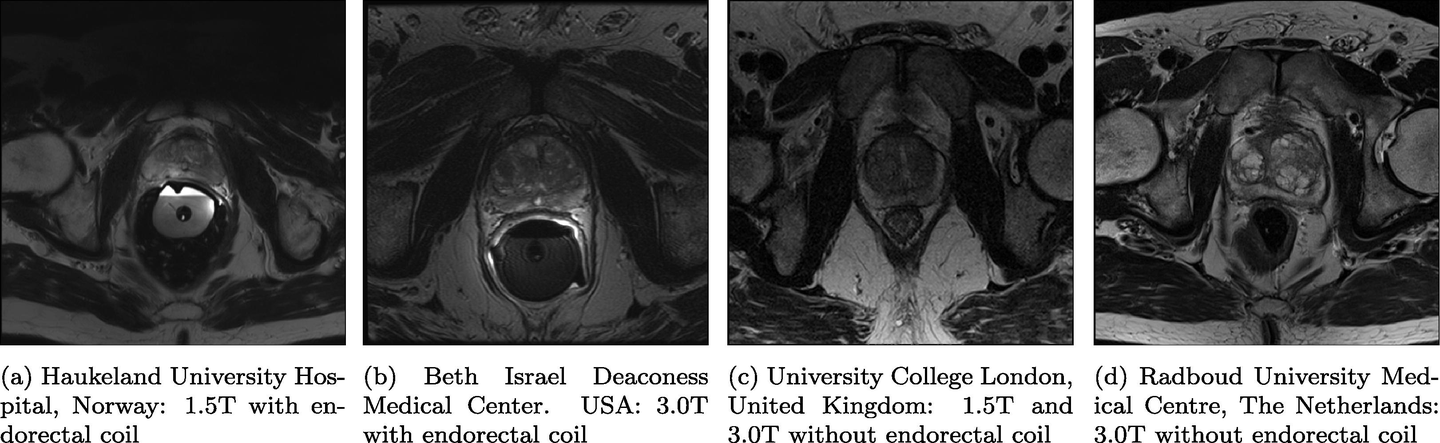 (a) Haukeland University Hos-
pital, Norway: 1.5T with en-
dorectal coil
(b) Beth Israel Deaconess
Medical Center. USA: 3.0T
with endorectal coil
(c) University College London,
United Kingdom: 1.5T and
3.0T without endorectal coil
(d) Radboud University Med-
ical Centre, The Netherlands:
3.0T without endorectal coil